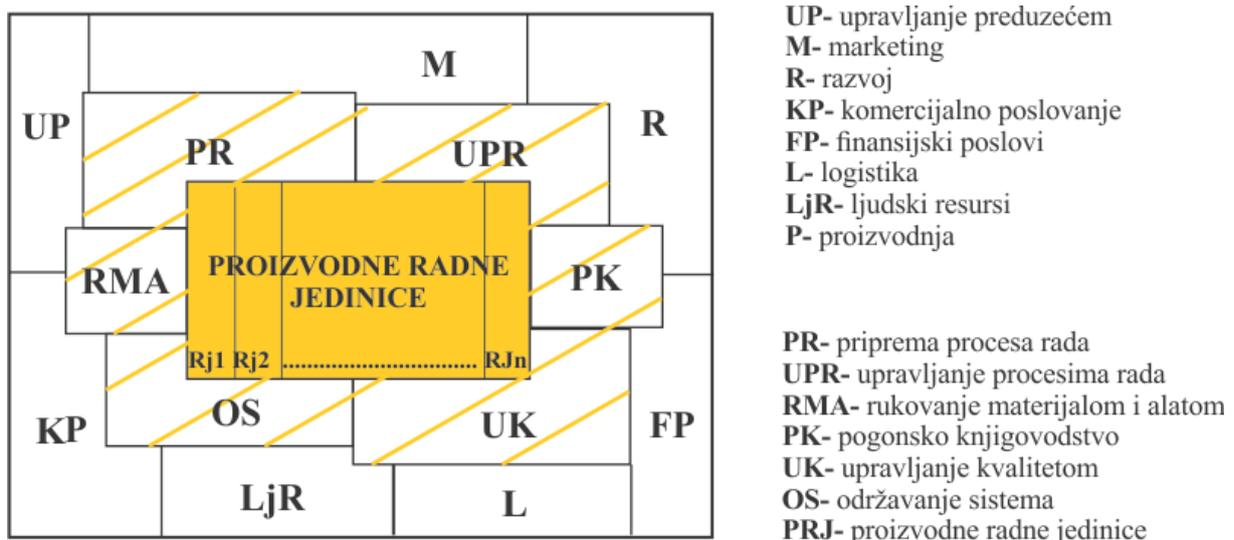 M
UP
R
PR
UPR
RMA
PROIZVODNE RADNE
JEDINICE
PK
Rj1 Rj2 .................................. RJn
OS
UK
KP
FP
LjR
L
UP- upravljanje preduzećem
M- marketing
R- razvoj
KP- komercijalno poslovanje
FP- finansijski poslovi
L- logistika
LjR- ljudski resursi
P- proizvodnja
PR- priprema procesa rada
UPR- upravljanje procesima rada
RMA- rukovanje materijalom i alatom
PK- pogonsko knjigovodstvo
UK- upravljanje kvalitetom
OS- održavanje sistema
PRJ- proizvodne radne jedinice